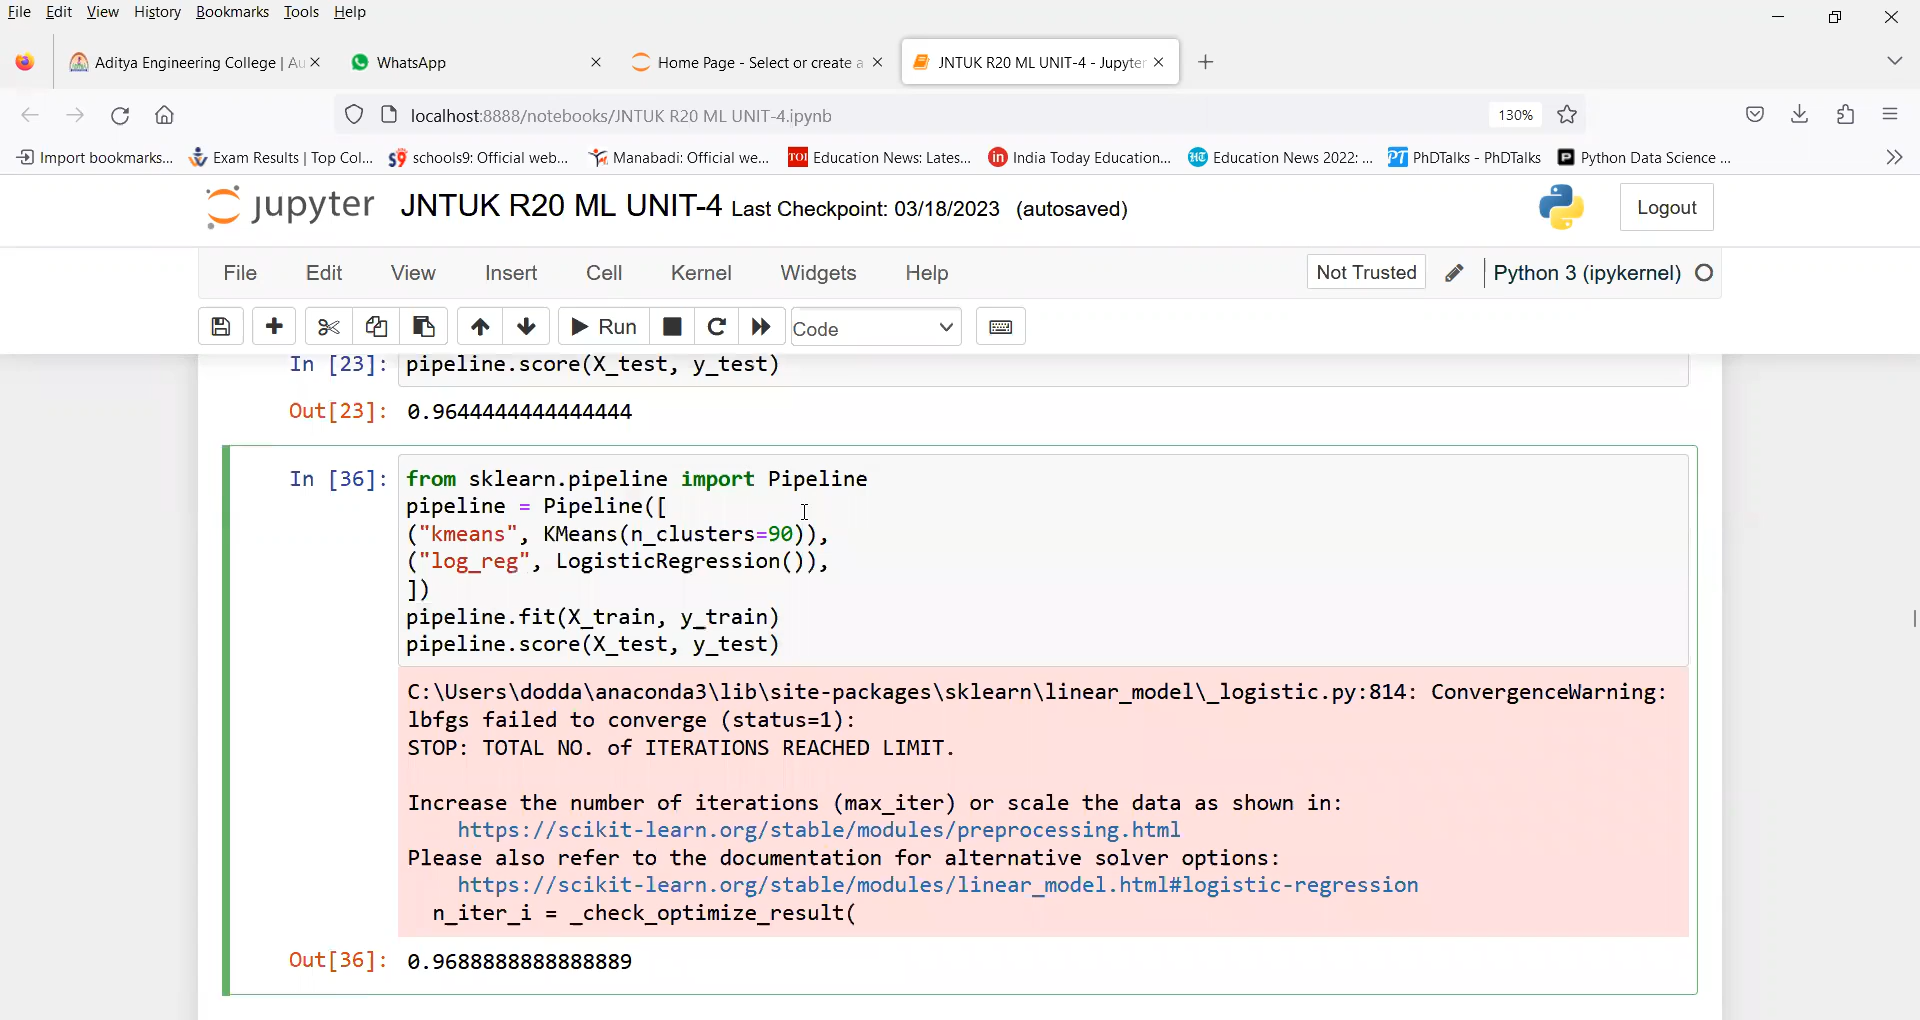 File Edit View History Bookmarks Tools Help
Aditya Engineering College | Au
WhatsApp
Home Page - Select or create a
JNTUK R20 ML UNIT-4 - Jupyter
localhost:8888/notebooks/JNTUK R20 ML UNIT-4.ipynb
130%
Import bookmarks...
Exam Results | Top Col...
s9 schools9: Official web...
Manabadi: Official we...
TOI Education News: Lates...
in India Today Education...
HT Education News 2022: ...
PT PhDTalks - PhDTalks
P Python Data Science ...
jupyter JNTUK R20 ML UNIT-4 Last Checkpoint: 03/18/2023 (autosaved)
Logout
File Edit View Insert Cell Kernel Widgets Help
Not Trusted
Python 3 (ipykernel)
Run
Code
In [23]: pipeline.score(X_test, y_test)
Out[23]: 0.9644444444444444
In [36]: from sklearn.pipeline import Pipeline
pipeline = Pipeline([
("kmeans", KMeans(n_clusters=90)),
("log_reg", LogisticRegression()),
])
pipeline.fit(X_train, y_train)
pipeline.score(X_test, y_test)
C:\Users\dodda\anaconda3\lib\site-packages\sklearn\linear_model\_logistic.py:814: ConvergenceWarning:
lbfgs failed to converge (status=1):
STOP: TOTAL NO. of ITERATIONS REACHED LIMIT.
Increase the number of iterations (max_iter) or scale the data as shown in:
https://scikit-learn.org/stable/modules/preprocessing.html
Please also refer to the documentation for alternative solver options:
https://scikit-learn.org/stable/modules/linear_model.html#logistic-regression
n_iter_i = _check_optimize_result(
Out[36]: 0.9688888888888889